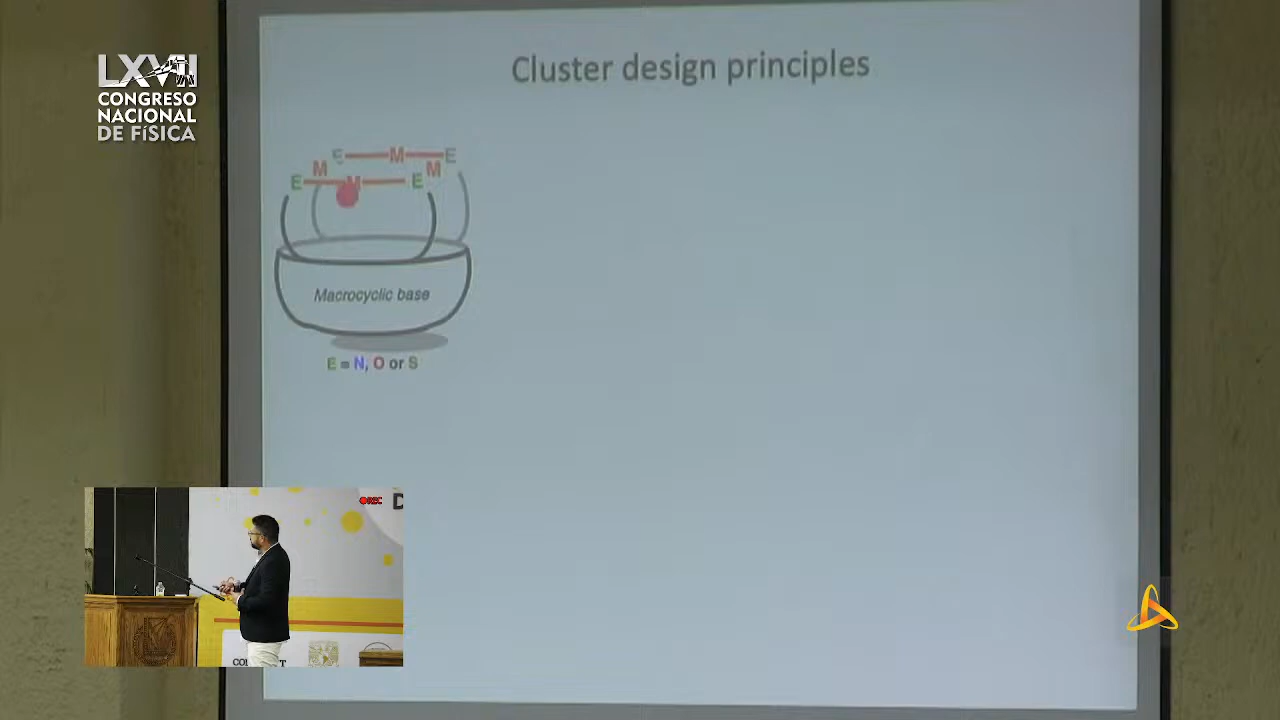 LXVII
CONGRESO
NACIONAL
DE FíSICA
Cluster design principles
E M E
M M
E M E
Macrocyclic base
E = N, O or S
REC
D